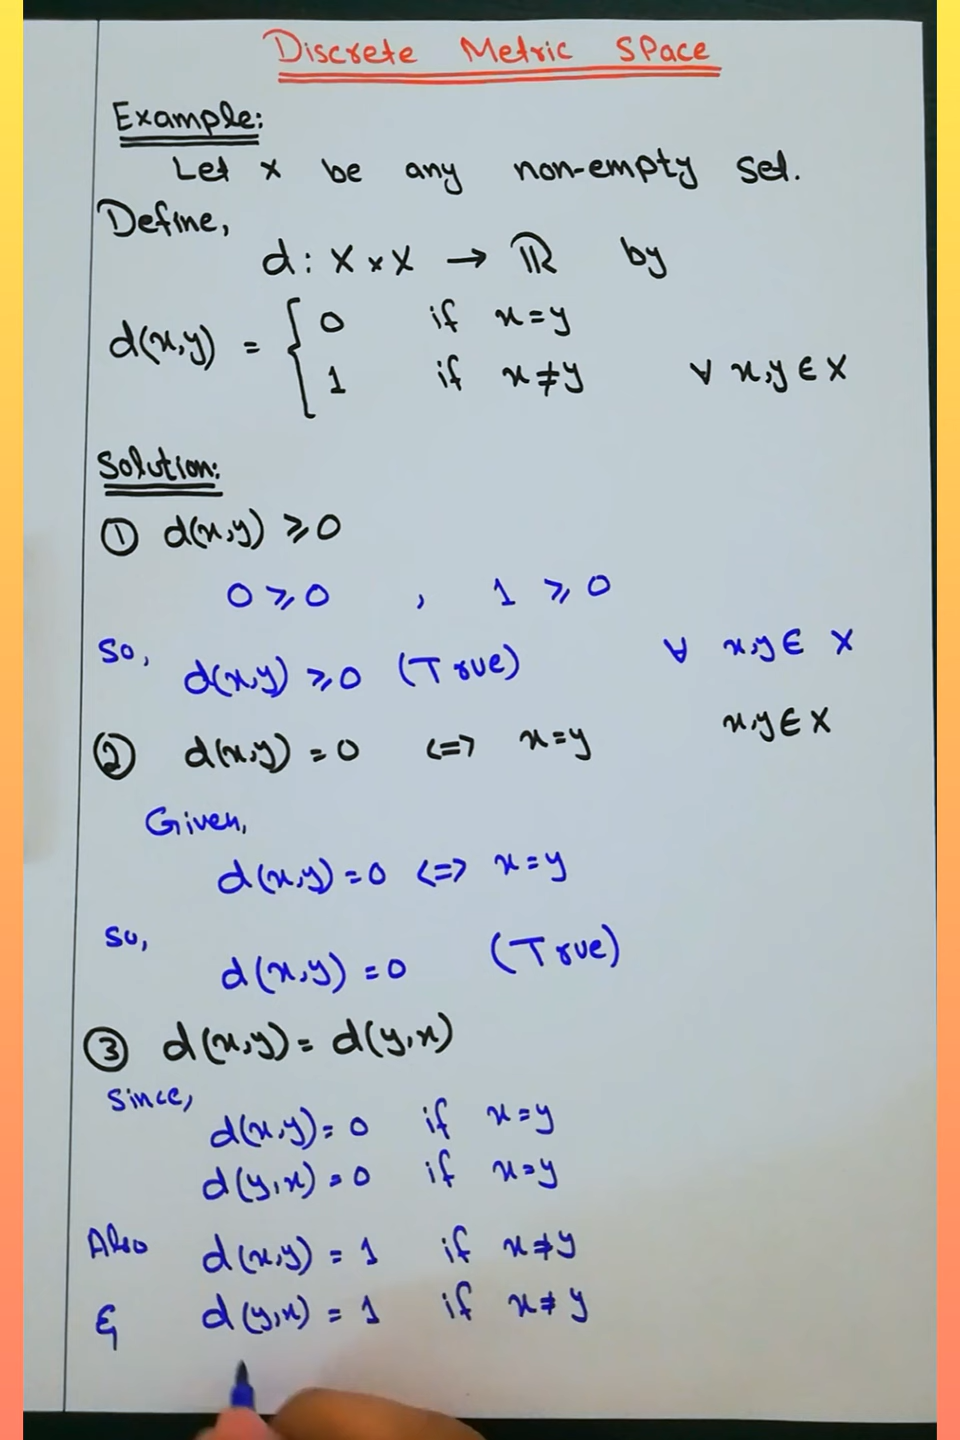 Discrete Metric SPace
Example:
Let X be any non-empty set.
Define,
d: X × X → ℝ by
d(x,y) = { 0 if x=y
1 if x≠y ∀ x,y ∈ X
Solution:
① d(x,y) ⩾ 0
0 ⩾ 0 , 1 ⩾ 0
So, d(x,y) ⩾ 0 (True) ∀ x,y ∈ X
② d(x,y) = 0 <=> x=y x,y ∈ X
Given,
d(x,y) = 0 <=> x=y
So,
d(x,y) = 0 (True)
③ d(x,y) = d(y,x)
Since,
d(x,y) = 0 if x=y
d(y,x) = 0 if x=y
Also d(x,y) = 1 if x≠y
& d(y,x) = 1 if x≠y